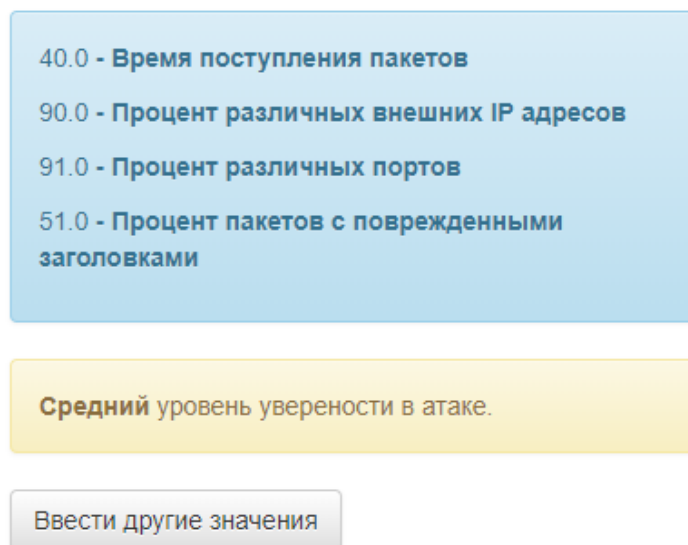 40.0 - Время поступления пакетов
90.0 - Процент различных внешних IP адресов
91.0 - Процент различных портов
51.0 - Процент пакетов с поврежденными
заголовками
Средний уровень уверености в атаке.
Ввести другие значения